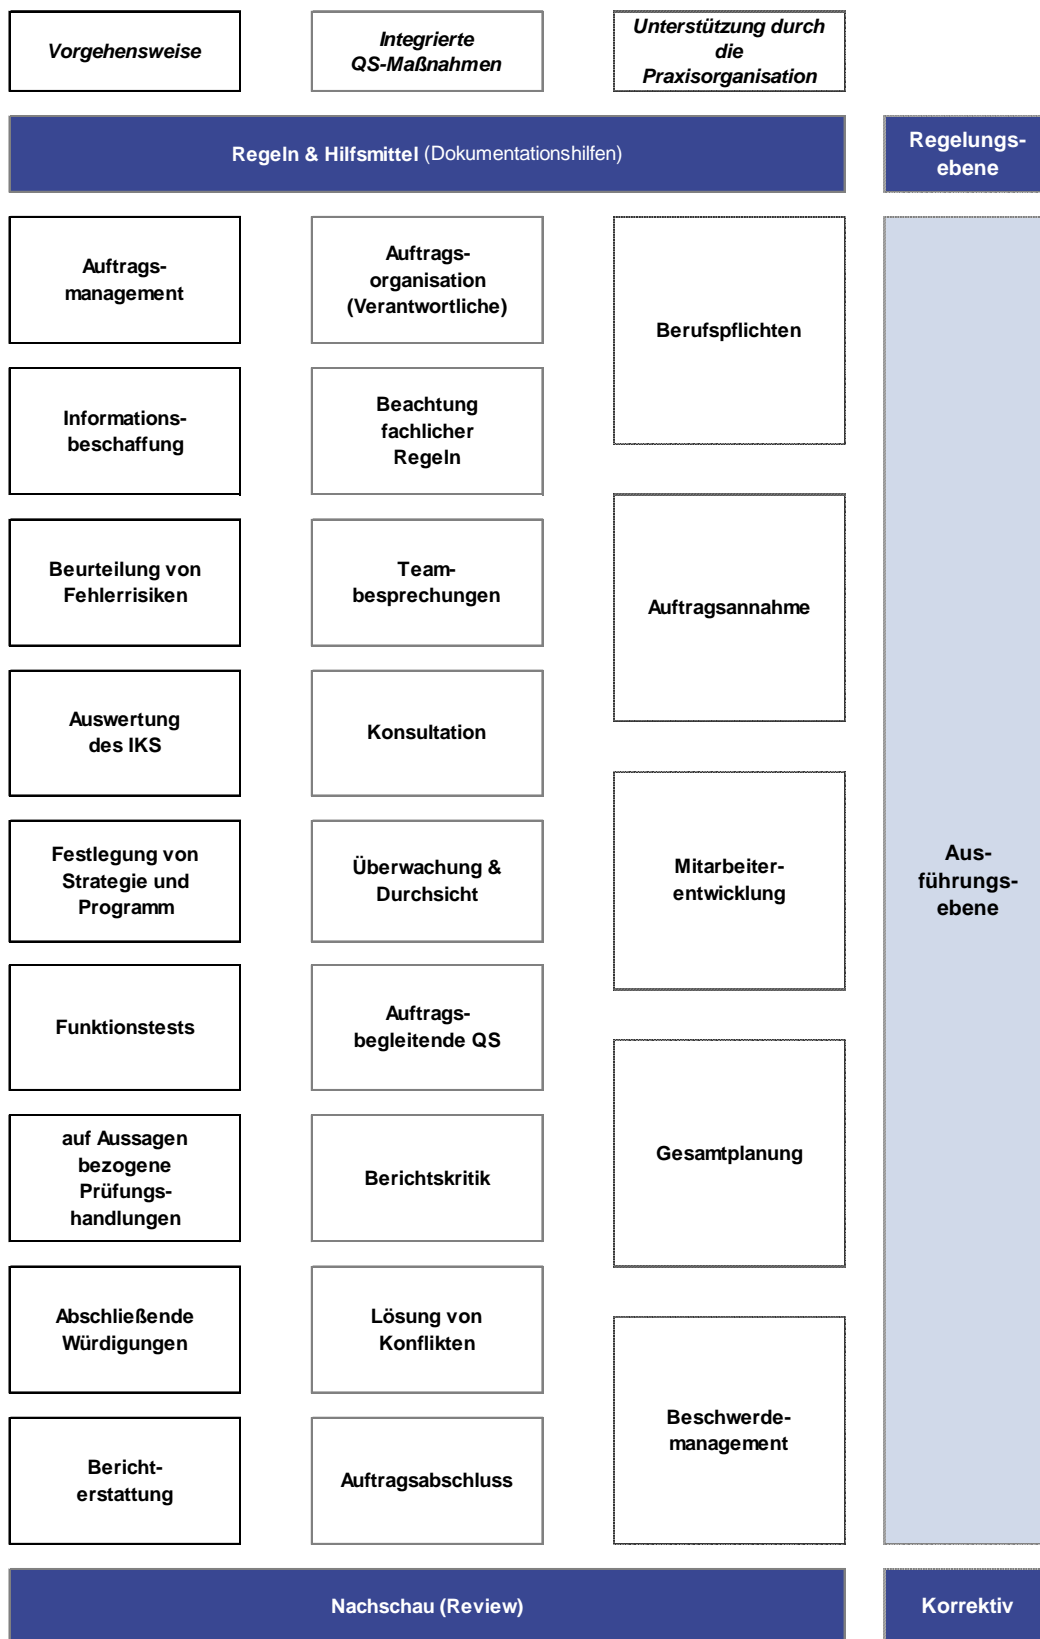 Vorgehensweise
Integrierte
QS-Maßnahmen
Unterstützung durch
die
Praxisorganisation
Regeln & Hilfsmittel (Dokumentationshilfen)
Regelungs-
ebene
Auftrags-
management
Auftrags-
organisation
(Verantwortliche)
Berufspflichten
Informations-
beschaffung
Beachtung
fachlicher
Regeln
Beurteilung von
Fehlerrisiken
Team-
besprechungen
Auftragsannahme
Auswertung
des IKS
Konsultation
Festlegung von
Strategie und
Programm
Überwachung &
Durchsicht
Mitarbeiter-
entwicklung
Aus-
führungs-
ebene
Funktionstests
Auftrags-
begleitende QS
Gesamtplanung
auf Aussagen
bezogene
Prüfungs-
handlungen
Berichtskritik
Abschließende
Würdigungen
Lösung von
Konflikten
Beschwerde-
management
Bericht-
erstattung
Auftragsabschluss
Nachschau (Review)
Korrektiv